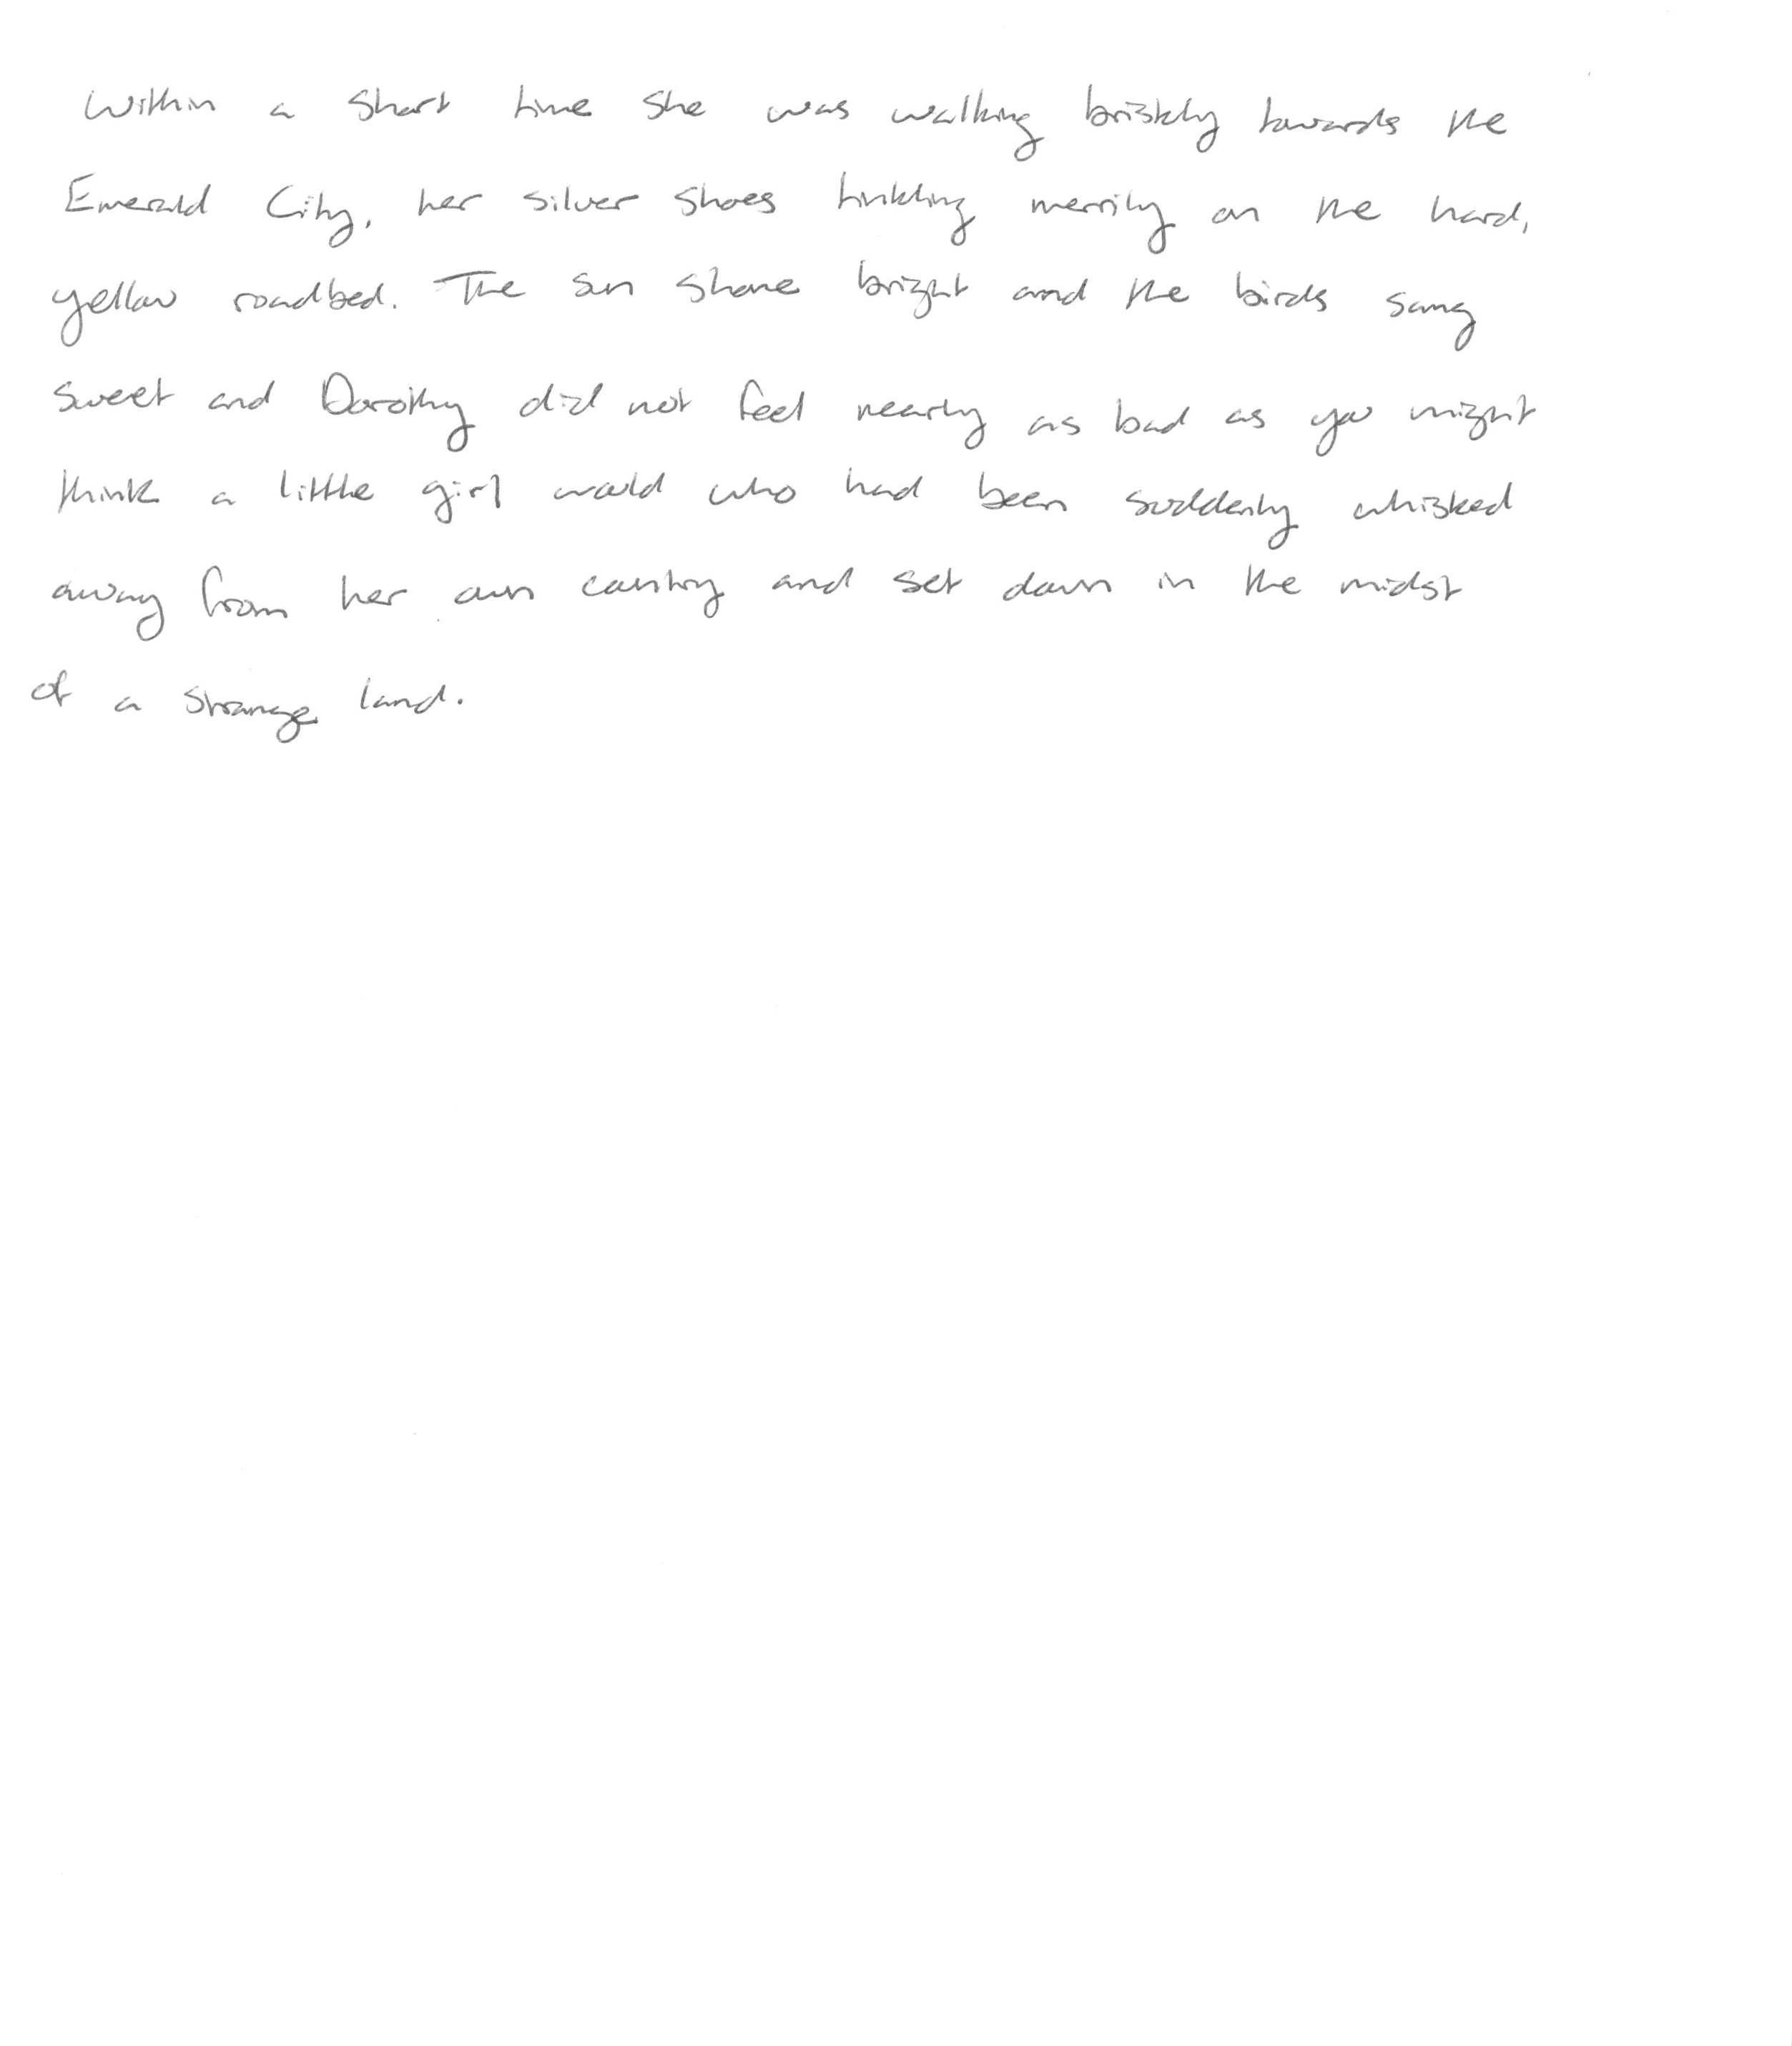 Within a short time she was walking briskly towards the
Emerald City, her silver shoes tinkling merrily on the hard,
yellow roadbed. The sun shone bright and the birds sang
sweet and Dorothy did not feel nearly as bad as you might
think a little girl would who had been suddenly whisked
away from her own country and set down in the midst
of a strange land.